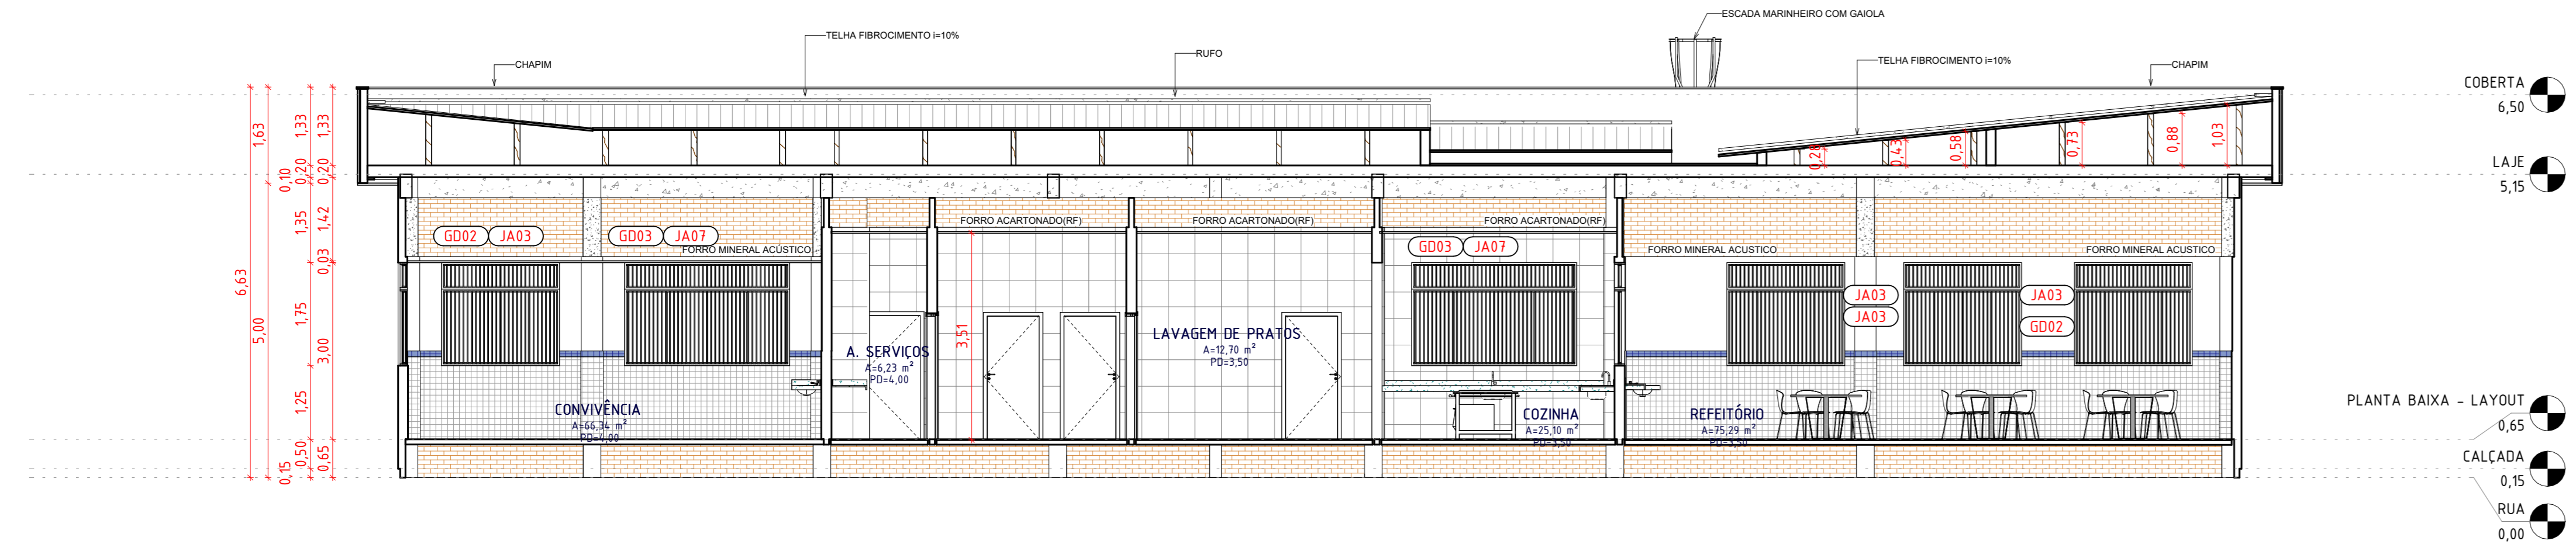 ESCADA MARINHEIRO COM GAIOLA
TELHA FIBROCIMENTO i=10%
RUFO
CHAPIM
TELHA FIBROCIMENTO i=10%
CHAPIM
COBERTA
6,50
LAJE
5,15
PLANTA BAIXA - LAYOUT
0,65
CALÇADA
0,15
RUA
0,00
6,63
1,63
5,00
0,10
0,15
1,33
0,20
1,35
1,75
1,25
0,50
1,33
0,20
1,42
0,03
3,00
0,65
0,28
0,43
0,58
0,73
0,88
1,03
FORRO ACARTONADO(RF)
FORRO ACARTONADO(RF)
FORRO ACARTONADO(RF)
GD02 JA03
GD03 JA07
FORRO MINERAL ACÚSTICO
GD03 JA07
FORRO MINERAL ACÚSTICO
FORRO MINERAL ACÚSTICO
JA03
JA03
JA03
GD02
3,51
A. SERVIÇOS
A=6,23 m²
PD=4,00
LAVAGEM DE PRATOS
A=12,70 m²
PD=3,50
CONVIVÊNCIA
A=66,34 m²
PD=4,00
COZINHA
A=25,10 m²
PD=3,50
REFEITÓRIO
A=75,29 m²
PD=3,50